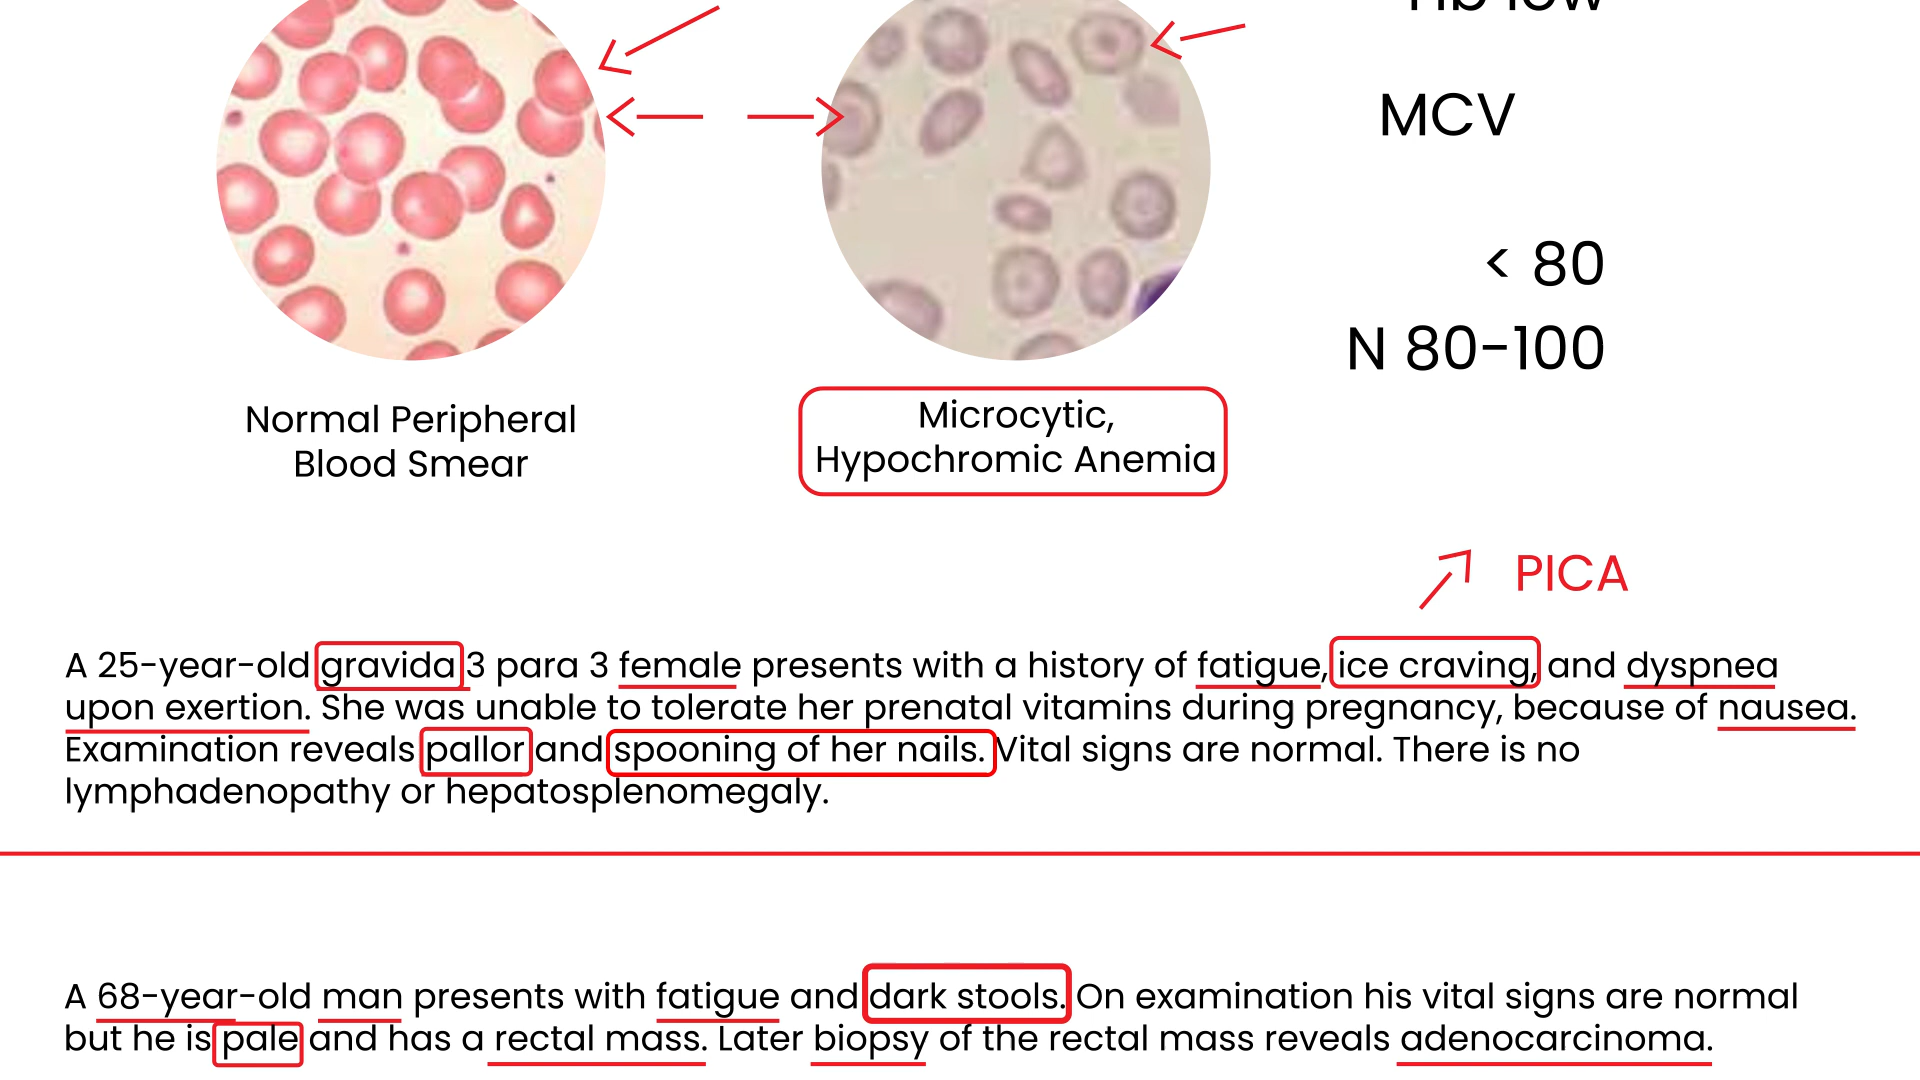 Hb low
MCV
< 80
N 80-100
Normal Peripheral
Blood Smear
Microcytic,
Hypochromic Anemia
PICA
A 25-year-old gravida 3 para 3 female presents with a history of fatigue, ice craving, and dyspnea
upon exertion. She was unable to tolerate her prenatal vitamins during pregnancy, because of nausea.
Examination reveals pallor and spooning of her nails. Vital signs are normal. There is no
lymphadenopathy or hepatosplenomegaly.
A 68-year-old man presents with fatigue and dark stools. On examination his vital signs are normal
but he is pale and has a rectal mass. Later biopsy of the rectal mass reveals adenocarcinoma.